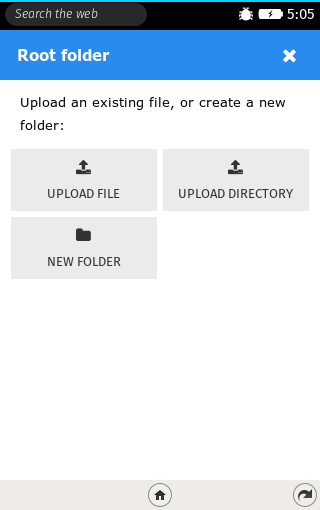 Search the web
5:05
Root folder
Upload an existing file, or create a new
folder:
UPLOAD FILE
UPLOAD DIRECTORY
NEW FOLDER